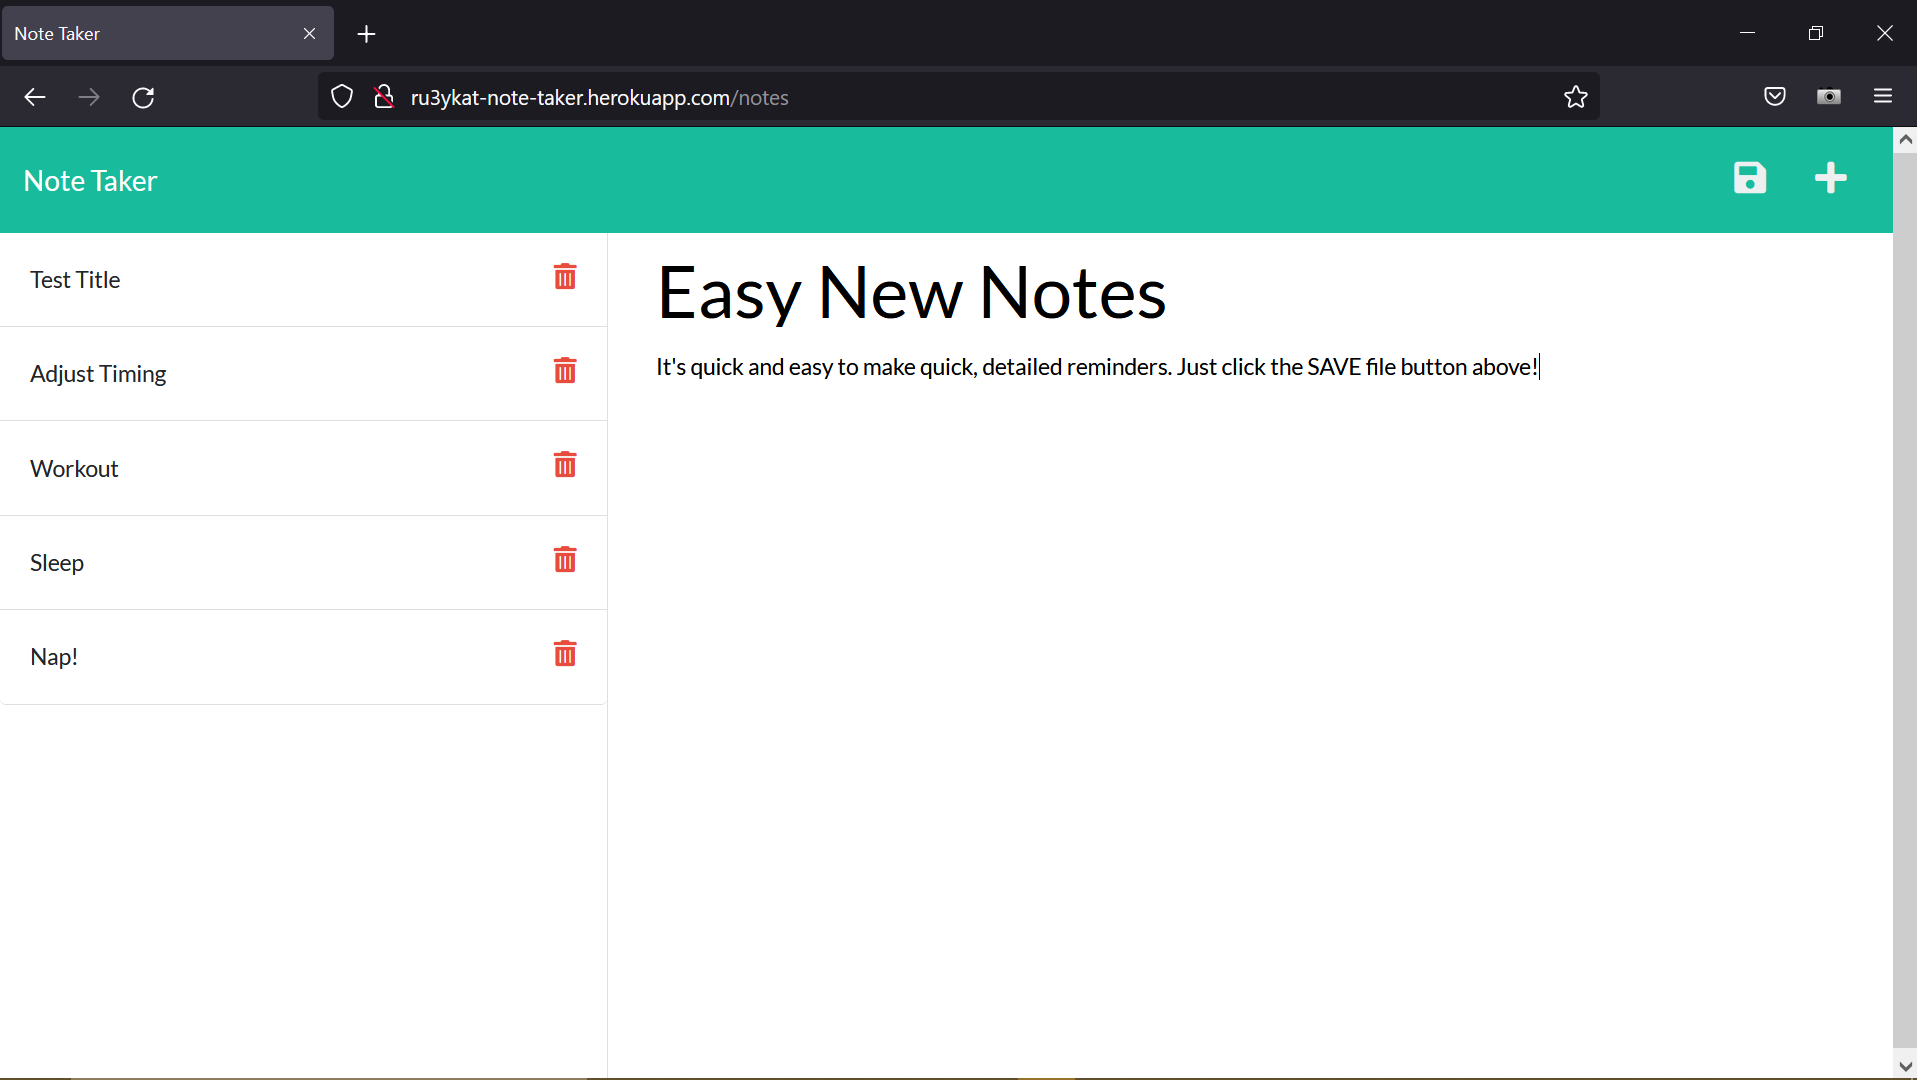 Note Taker
ru3ykat-note-taker.herokuapp.com/notes
Note Taker
Test Title
Adjust Timing
Workout
Sleep
Nap!
Easy New Notes
It's quick and easy to make quick, detailed reminders. Just click the SAVE file button above!